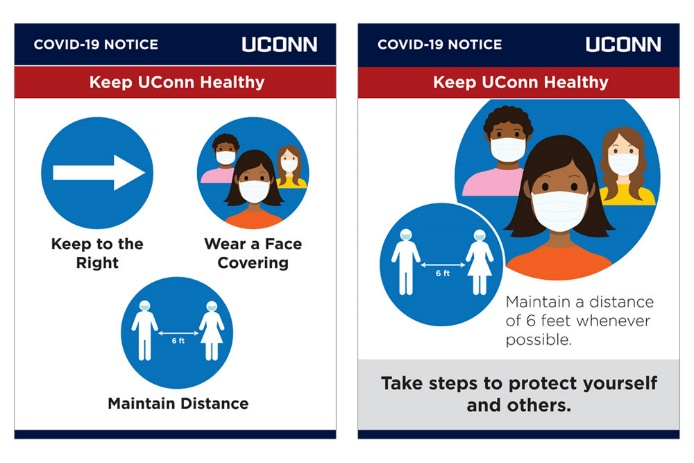 COVID-19 NOTICE UCONN
Keep UConn Healthy
Keep to the
Right
Wear a Face
Covering
6 ft
Maintain Distance
COVID-19 NOTICE UCONN
Keep UConn Healthy
6 ft
Maintain a distance
of 6 feet whenever
possible.
Take steps to protect yourself
and others.